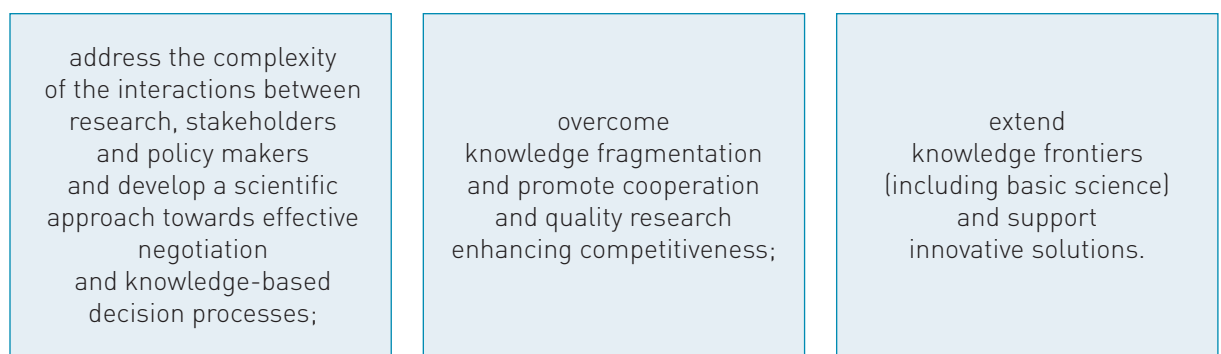 address the complexity
of the interactions between
research, stakeholders
and policy makers
and develop a scientific
approach towards effective
negotiation
and knowledge-based
decision processes;
overcome
knowledge fragmentation
and promote cooperation
and quality research
enhancing competitiveness;
extend
knowledge frontiers
(including basic science)
and support
innovative solutions.